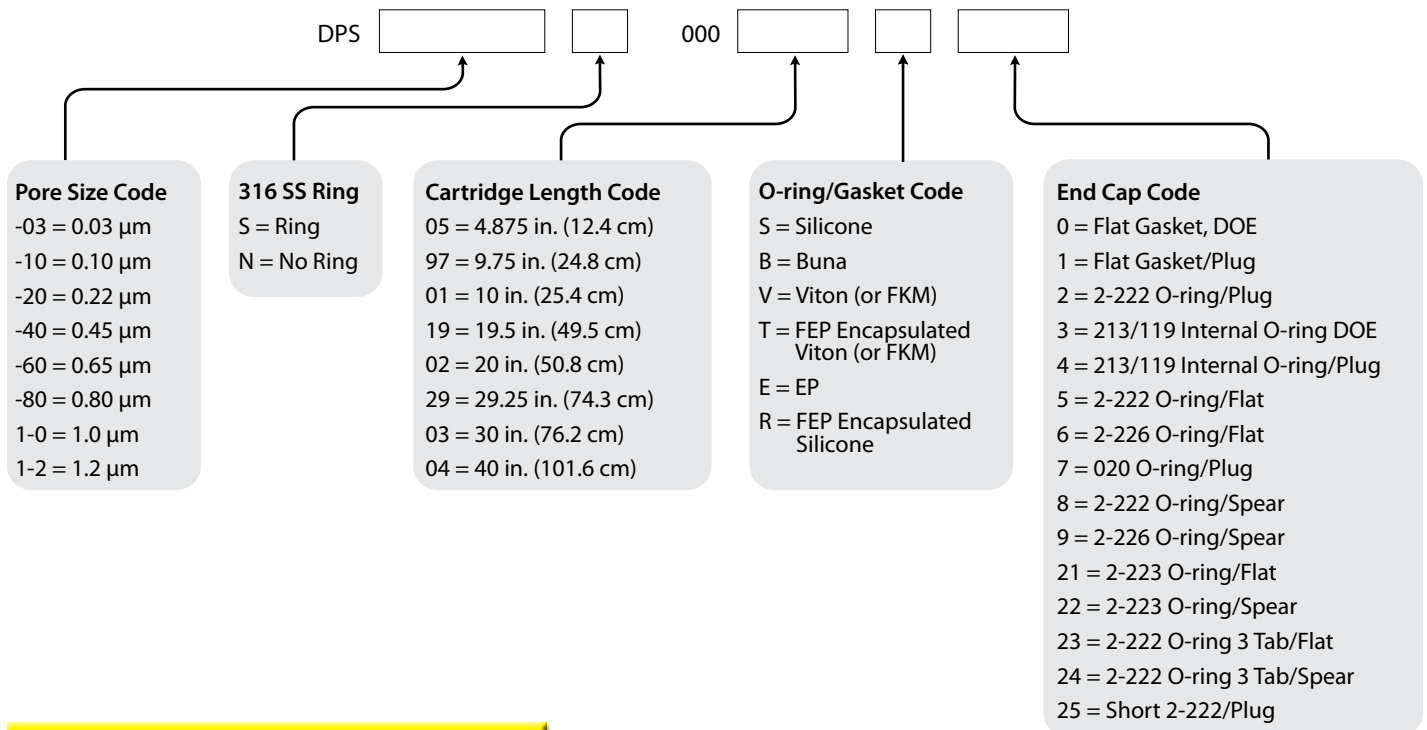 DPS 000
Pore Size Code
-03 = 0.03 µm
-10 = 0.10 µm
-20 = 0.22 µm
-40 = 0.45 µm
-60 = 0.65 µm
-80 = 0.80 µm
1-0 = 1.0 µm
1-2 = 1.2 µm
316 SS Ring
S = Ring
N = No Ring
Cartridge Length Code
05 = 4.875 in. (12.4 cm)
97 = 9.75 in. (24.8 cm)
01 = 10 in. (25.4 cm)
19 = 19.5 in. (49.5 cm)
02 = 20 in. (50.8 cm)
29 = 29.25 in. (74.3 cm)
03 = 30 in. (76.2 cm)
04 = 40 in. (101.6 cm)
O-ring/Gasket Code
S = Silicone
B = Buna
V = Viton (or FKM)
T = FEP Encapsulated
Viton (or FKM)
E = EP
R = FEP Encapsulated
Silicone
End Cap Code
0 = Flat Gasket, DOE
1 = Flat Gasket/Plug
2 = 2-222 O-ring/Plug
3 = 213/119 Internal O-ring DOE
4 = 213/119 Internal O-ring/Plug
5 = 2-222 O-ring/Flat
6 = 2-226 O-ring/Flat
7 = 020 O-ring/Plug
8 = 2-222 O-ring/Spear
9 = 2-226 O-ring/Spear
21 = 2-223 O-ring/Flat
22 = 2-223 O-ring/Spear
23 = 2-222 O-ring 3 Tab/Flat
24 = 2-222 O-ring 3 Tab/Spear
25 = Short 2-222/Plug